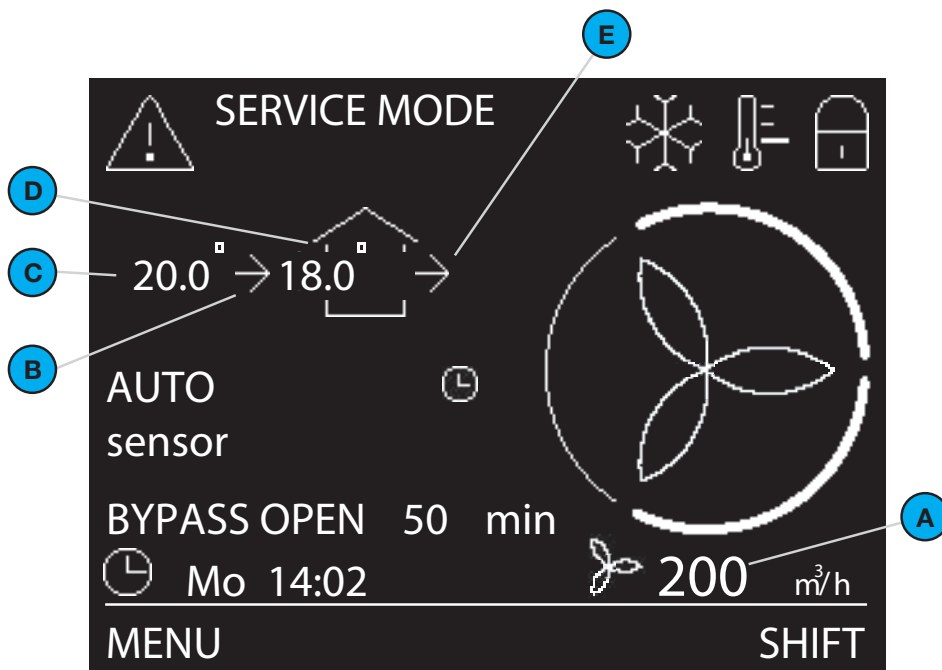 E
SERVICE MODE
D
C
20.0° 18.0°
B
AUTO
sensor
BYPASS OPEN 50 min
A
Mo 14:02 200 m³/h
MENU SHIFT